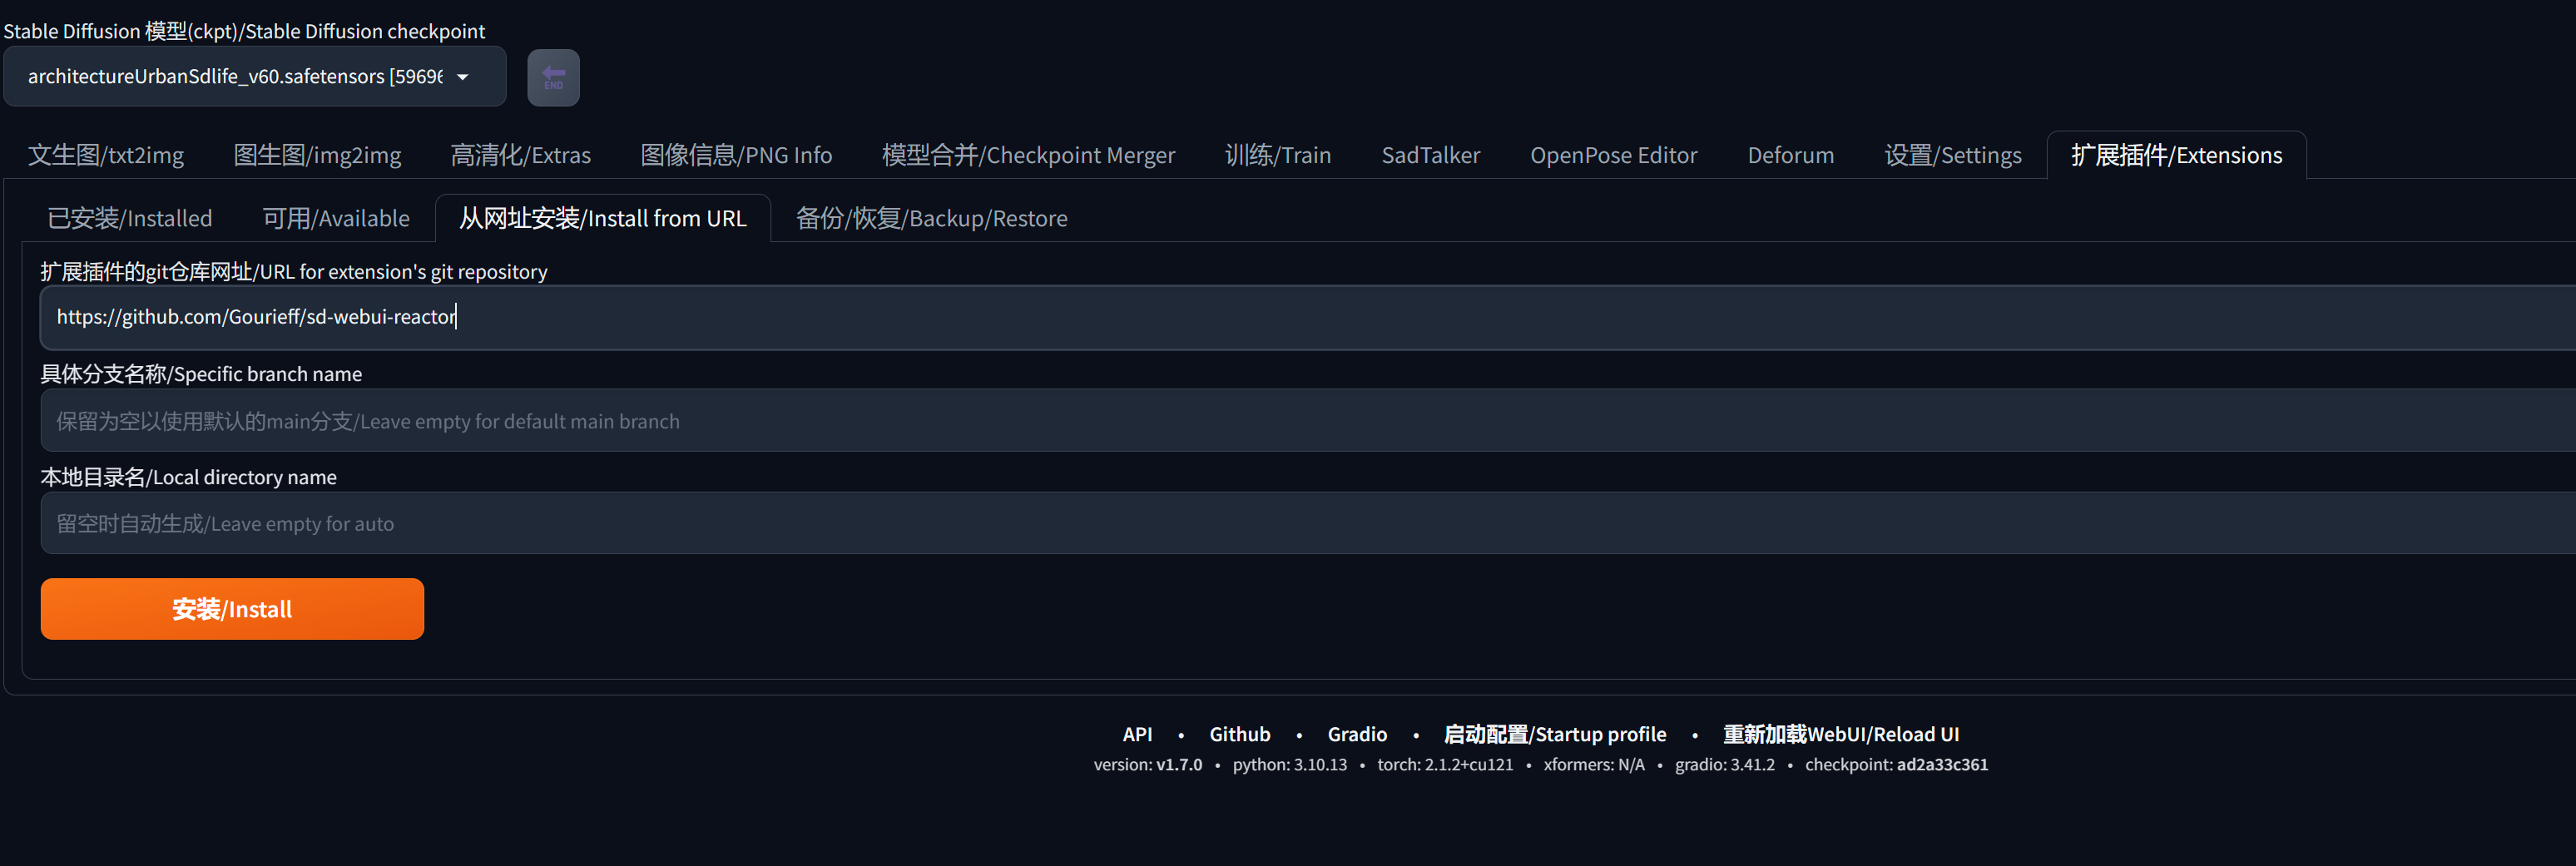 Stable Diffusion 模型(ckpt)/Stable Diffusion checkpoint
architectureUrbanSdlife_v60.safetensors [5969
END
文生图/txt2img 图生图/img2img 高清化/Extras 图像信息/PNG Info 模型合并/Checkpoint Merger 训练/Train SadTalker OpenPose Editor Deforum 设置/Settings 扩展插件/Extensions
已安装/Installed 可用/Available 从网址安装/Install from URL 备份/恢复/Backup/Restore
扩展插件的git仓库网址/URL for extension's git repository
https://github.com/Gourieff/sd-webui-reactor
具体分支名称/Specific branch name
保留为空以使用默认的main分支/Leave empty for default main branch
本地目录名/Local directory name
留空时自动生成/Leave empty for auto
安装/Install
API • Github • Gradio • 启动配置/Startup profile • 重新加载WebUI/Reload UI
version: v1.7.0 • python: 3.10.13 • torch: 2.1.2+cu121 • xformers: N/A • gradio: 3.41.2 • checkpoint: ad2a33c361